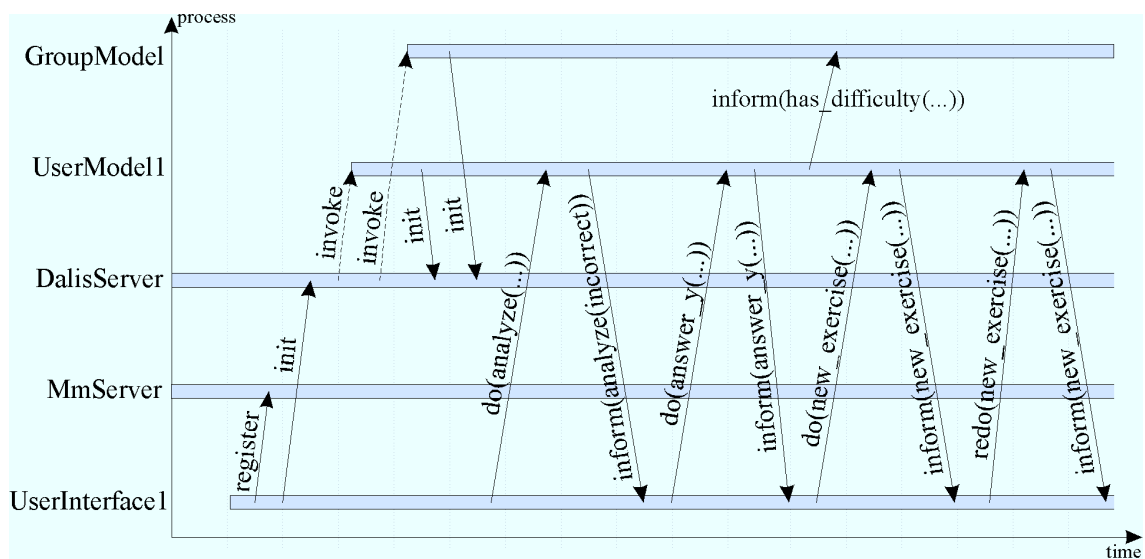 process
GroupModel
inform(has_difficulty(...))
UserModel1
invoke
invoke
init
init
DalisServer
init
do(analyze(...))
inform(analyze(incorrect))
do(answer_y(...))
inform(answer_y(...))
do(new_exercise(...))
inform(new_exercise(...))
redo(new_exercise(...))
inform(new_exercise(...))
MmServer
register
UserInterface1
time